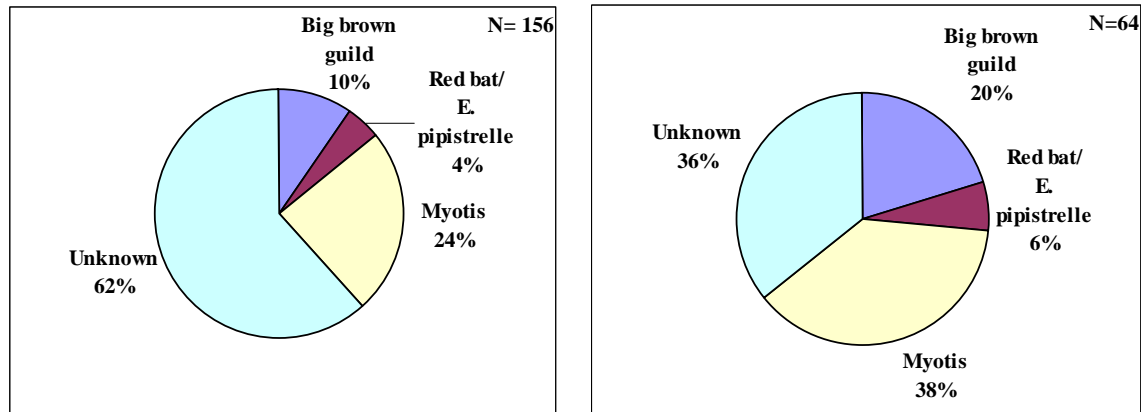 N= 156
Big brown
guild
10%
Red bat/
E.
pipistrelle
4%
Myotis
24%
Unknown
62%
N=64
Big brown
guild
20%
Red bat/
E.
pipistrelle
6%
Myotis
38%
Unknown
36%